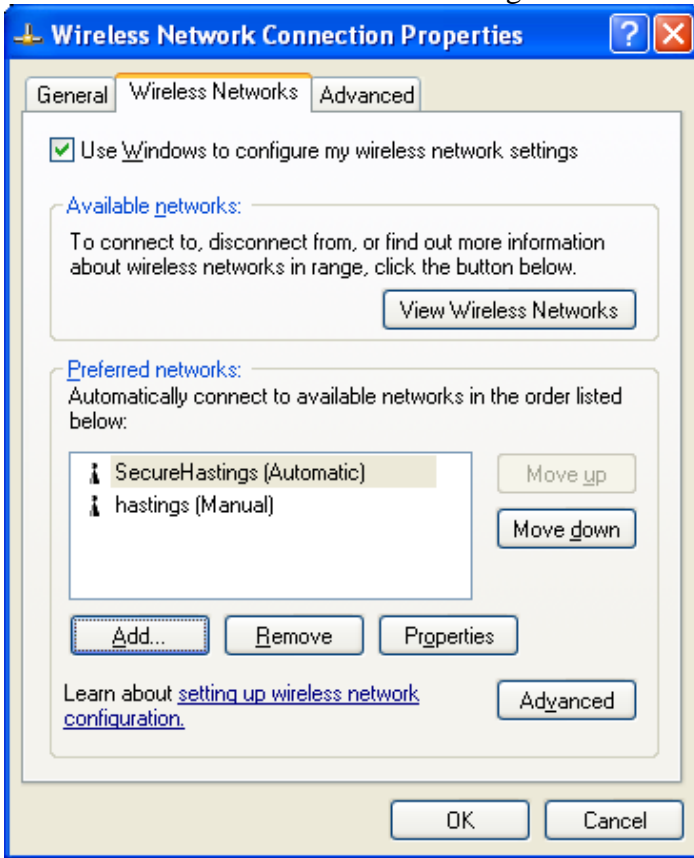 Wireless Network Connection Properties
General Wireless Networks Advanced
Use Windows to configure my wireless network settings
Available networks:
To connect to, disconnect from, or find out more information
about wireless networks in range, click the button below.
View Wireless Networks
Preferred networks:
Automatically connect to available networks in the order listed
below:
SecureHastings (Automatic)
hastings (Manual)
Move up
Move down
Add... Remove Properties
Learn about setting up wireless network
configuration.
Advanced
OK Cancel